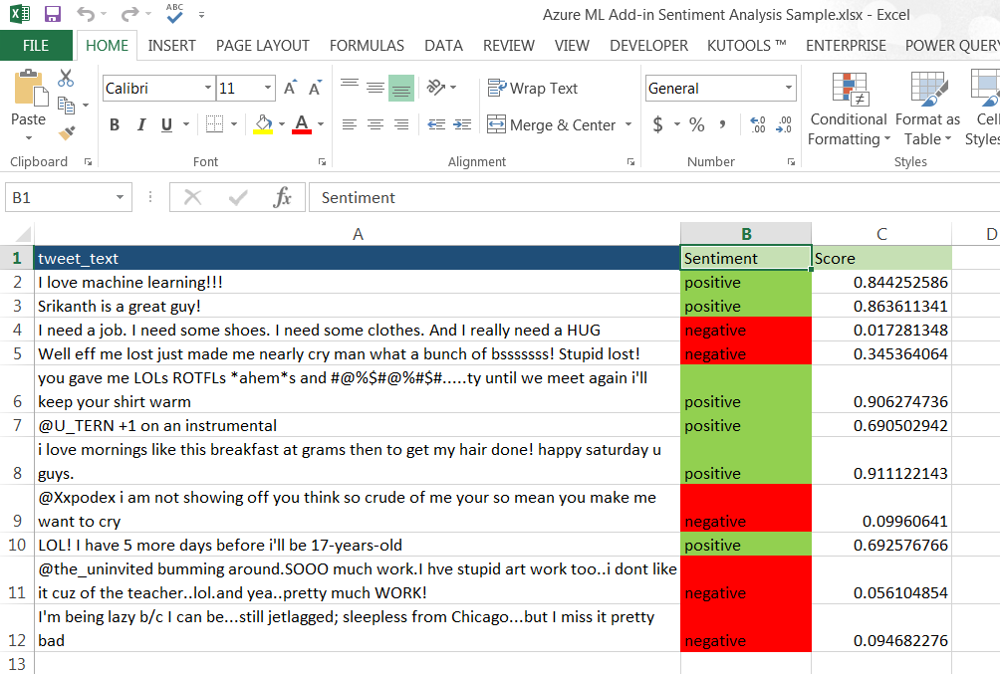 ABC
Azure ML Add-in Sentiment Analysis Sample.xlsx - Excel
FILE HOME INSERT PAGE LAYOUT FORMULAS DATA REVIEW VIEW DEVELOPER KUTOOLS ™ ENTERPRISE POWER QUERY
Calibri 11 Wrap Text General
Paste B I U A Merge & Center $ % , Conditional Formatting Format as Table Cell Styles
Clipboard Font Alignment Number Styles
B1 fx Sentiment
A B C D
1 tweet_text Sentiment Score
2 I love machine learning!!! positive 0.844252586
3 Srikanth is a great guy! positive 0.863611341
4 I need a job. I need some shoes. I need some clothes. And I really need a HUG negative 0.017281348
5 Well eff me lost just made me nearly cry man what a bunch of bsssssss! Stupid lost! negative 0.345364064
you gave me LOLs ROTFLs *ahem*s and #@%$#@%#$#.....ty until we meet again i'll
6 keep your shirt warm positive 0.906274736
7 @U_TERN +1 on an instrumental positive 0.690502942
i love mornings like this breakfast at grams then to get my hair done! happy saturday u
8 guys. positive 0.911122143
@Xxpodex i am not showing off you think so crude of me your so mean you make me
9 want to cry negative 0.09960641
10 LOL! I have 5 more days before i'll be 17-years-old positive 0.692576766
@the_uninvited bumming around.SOOO much work.I hve stupid art work too..i dont like
11 it cuz of the teacher..lol.and yea..pretty much WORK! negative 0.056104854
I'm being lazy b/c I can be...still jetlagged; sleepless from Chicago...but I miss it pretty
12 bad negative 0.094682276
13